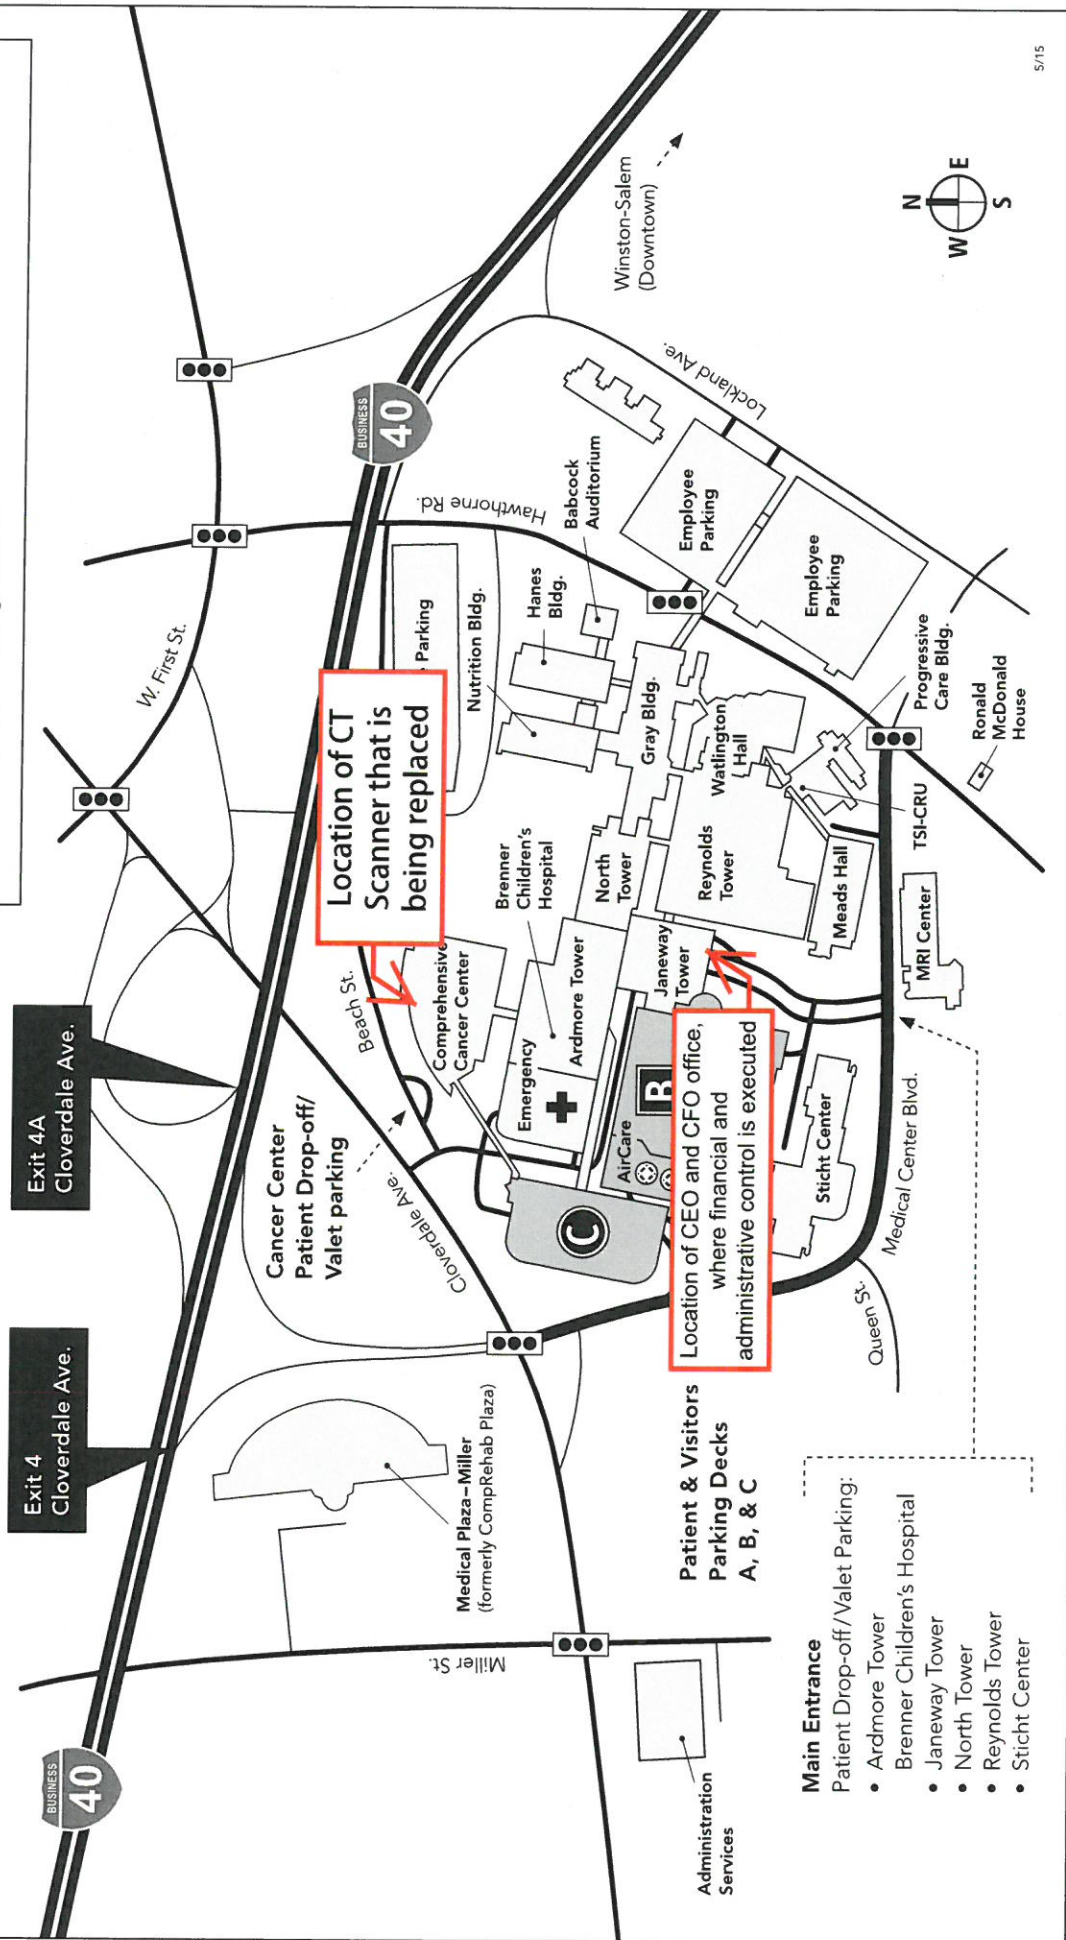 Exit 4
Cloverdale Ave.
Exit 4A
Cloverdale Ave.
BUSINESS
40
W. First St.
BUSINESS
40
Winston-Salem
(Downtown)
Medical Plaza–Miller
(formerly CompRehab Plaza)
Miller St.
Cloverdale Ave.
Cancer Center
Patient Drop-off/
Valet parking
Beach St.
Location of CT
Scanner that is
being replaced
Parking
Hawthorne Rd.
Nutrition Bldg.
Hanes
Bldg.
Babcock
Auditorium
Lockland Ave.
Comprehensive
Cancer Center
Brenner
Children's
Hospital
Emergency
Ardmore Tower
North
Tower
Gray Bldg.
Employee
Parking
Employee
Parking
C
AirCare
B
Janeway
Tower
Reynolds
Tower
Watlington
Hall
Location of CEO and CFO office,
where financial and
administrative control is executed
Patient & Visitors
Parking Decks
A, B, & C
Administration
Services
Sticht Center
Meads Hall
TSI-CRU
Progressive
Care Bldg.
Ronald
McDonald
House
MRI Center
Queen St.
Medical Center Blvd.
Main Entrance
Patient Drop-off/Valet Parking:
• Ardmore Tower
Brenner Children's Hospital
• Janeway Tower
• North Tower
• Reynolds Tower
• Sticht Center
N
W E
S
5/15